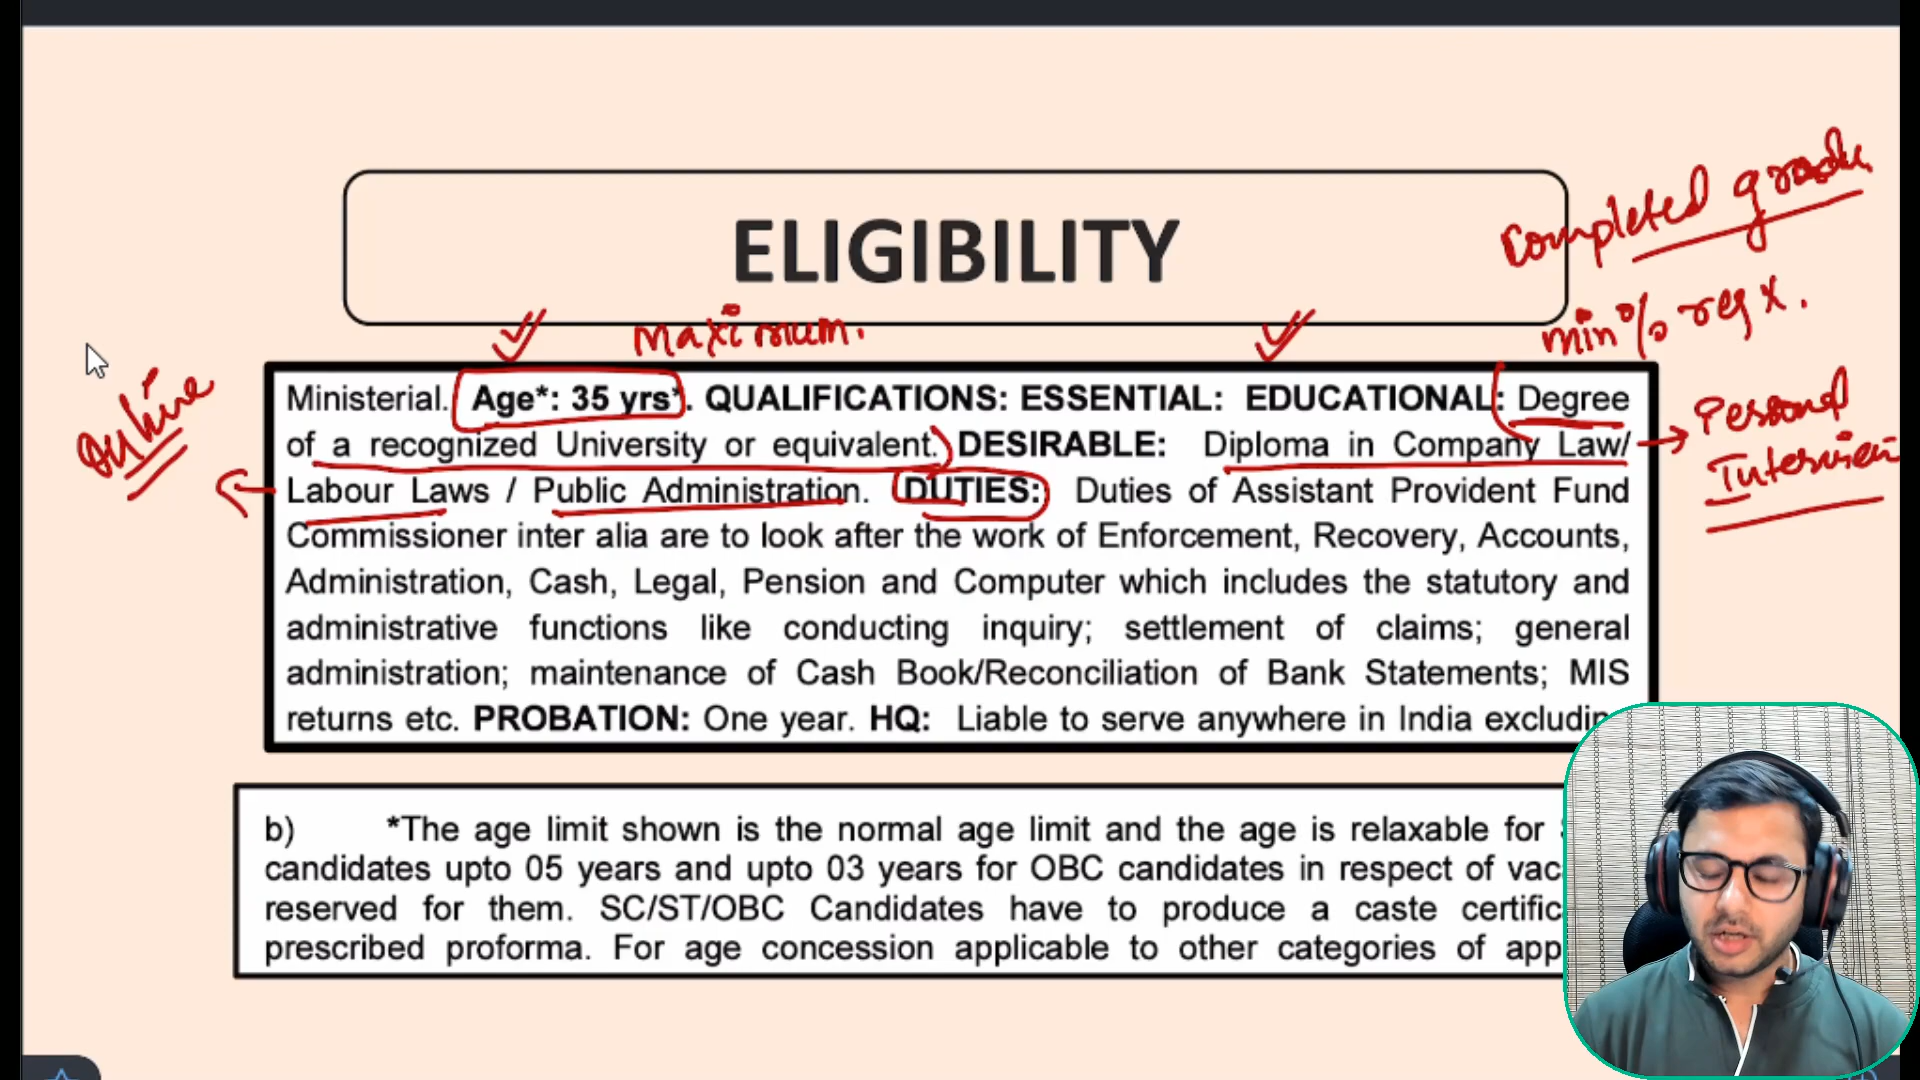 Completed gradu
ELIGIBILITY
Maximum.
min % req x.
Ministerial. Age*: 35 yrs*. QUALIFICATIONS: ESSENTIAL: EDUCATIONAL: Degree
of a recognized University or equivalent. DESIRABLE: Diploma in Company Law/
Labour Laws / Public Administration. DUTIES: Duties of Assistant Provident Fund
Commissioner inter alia are to look after the work of Enforcement, Recovery, Accounts,
Administration, Cash, Legal, Pension and Computer which includes the statutory and
administrative functions like conducting inquiry; settlement of claims; general
administration; maintenance of Cash Book/Reconciliation of Bank Statements; MIS
returns etc. PROBATION: One year. HQ: Liable to serve anywhere in India excludin
Personal
Interview
b) *The age limit shown is the normal age limit and the age is relaxable for
candidates upto 05 years and upto 03 years for OBC candidates in respect of vac
reserved for them. SC/ST/OBC Candidates have to produce a caste certific
prescribed proforma. For age concession applicable to other categories of app